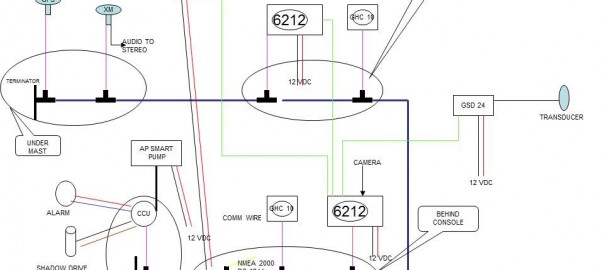 GPS
XM
AUDIO TO
STEREO
6212
GHC 10
12 VDC
TERMINATOR
UNDER
MAST
GSD 24
TRANSDUCER
12 VDC
AP SMART
PUMP
CAMERA
ALARM
CCU
12 VDC
COMM WIRE
GHC 10
6212
BEHIND
CONSOLE
12 VDC
SHADOW DRIVE
NMEA 2000